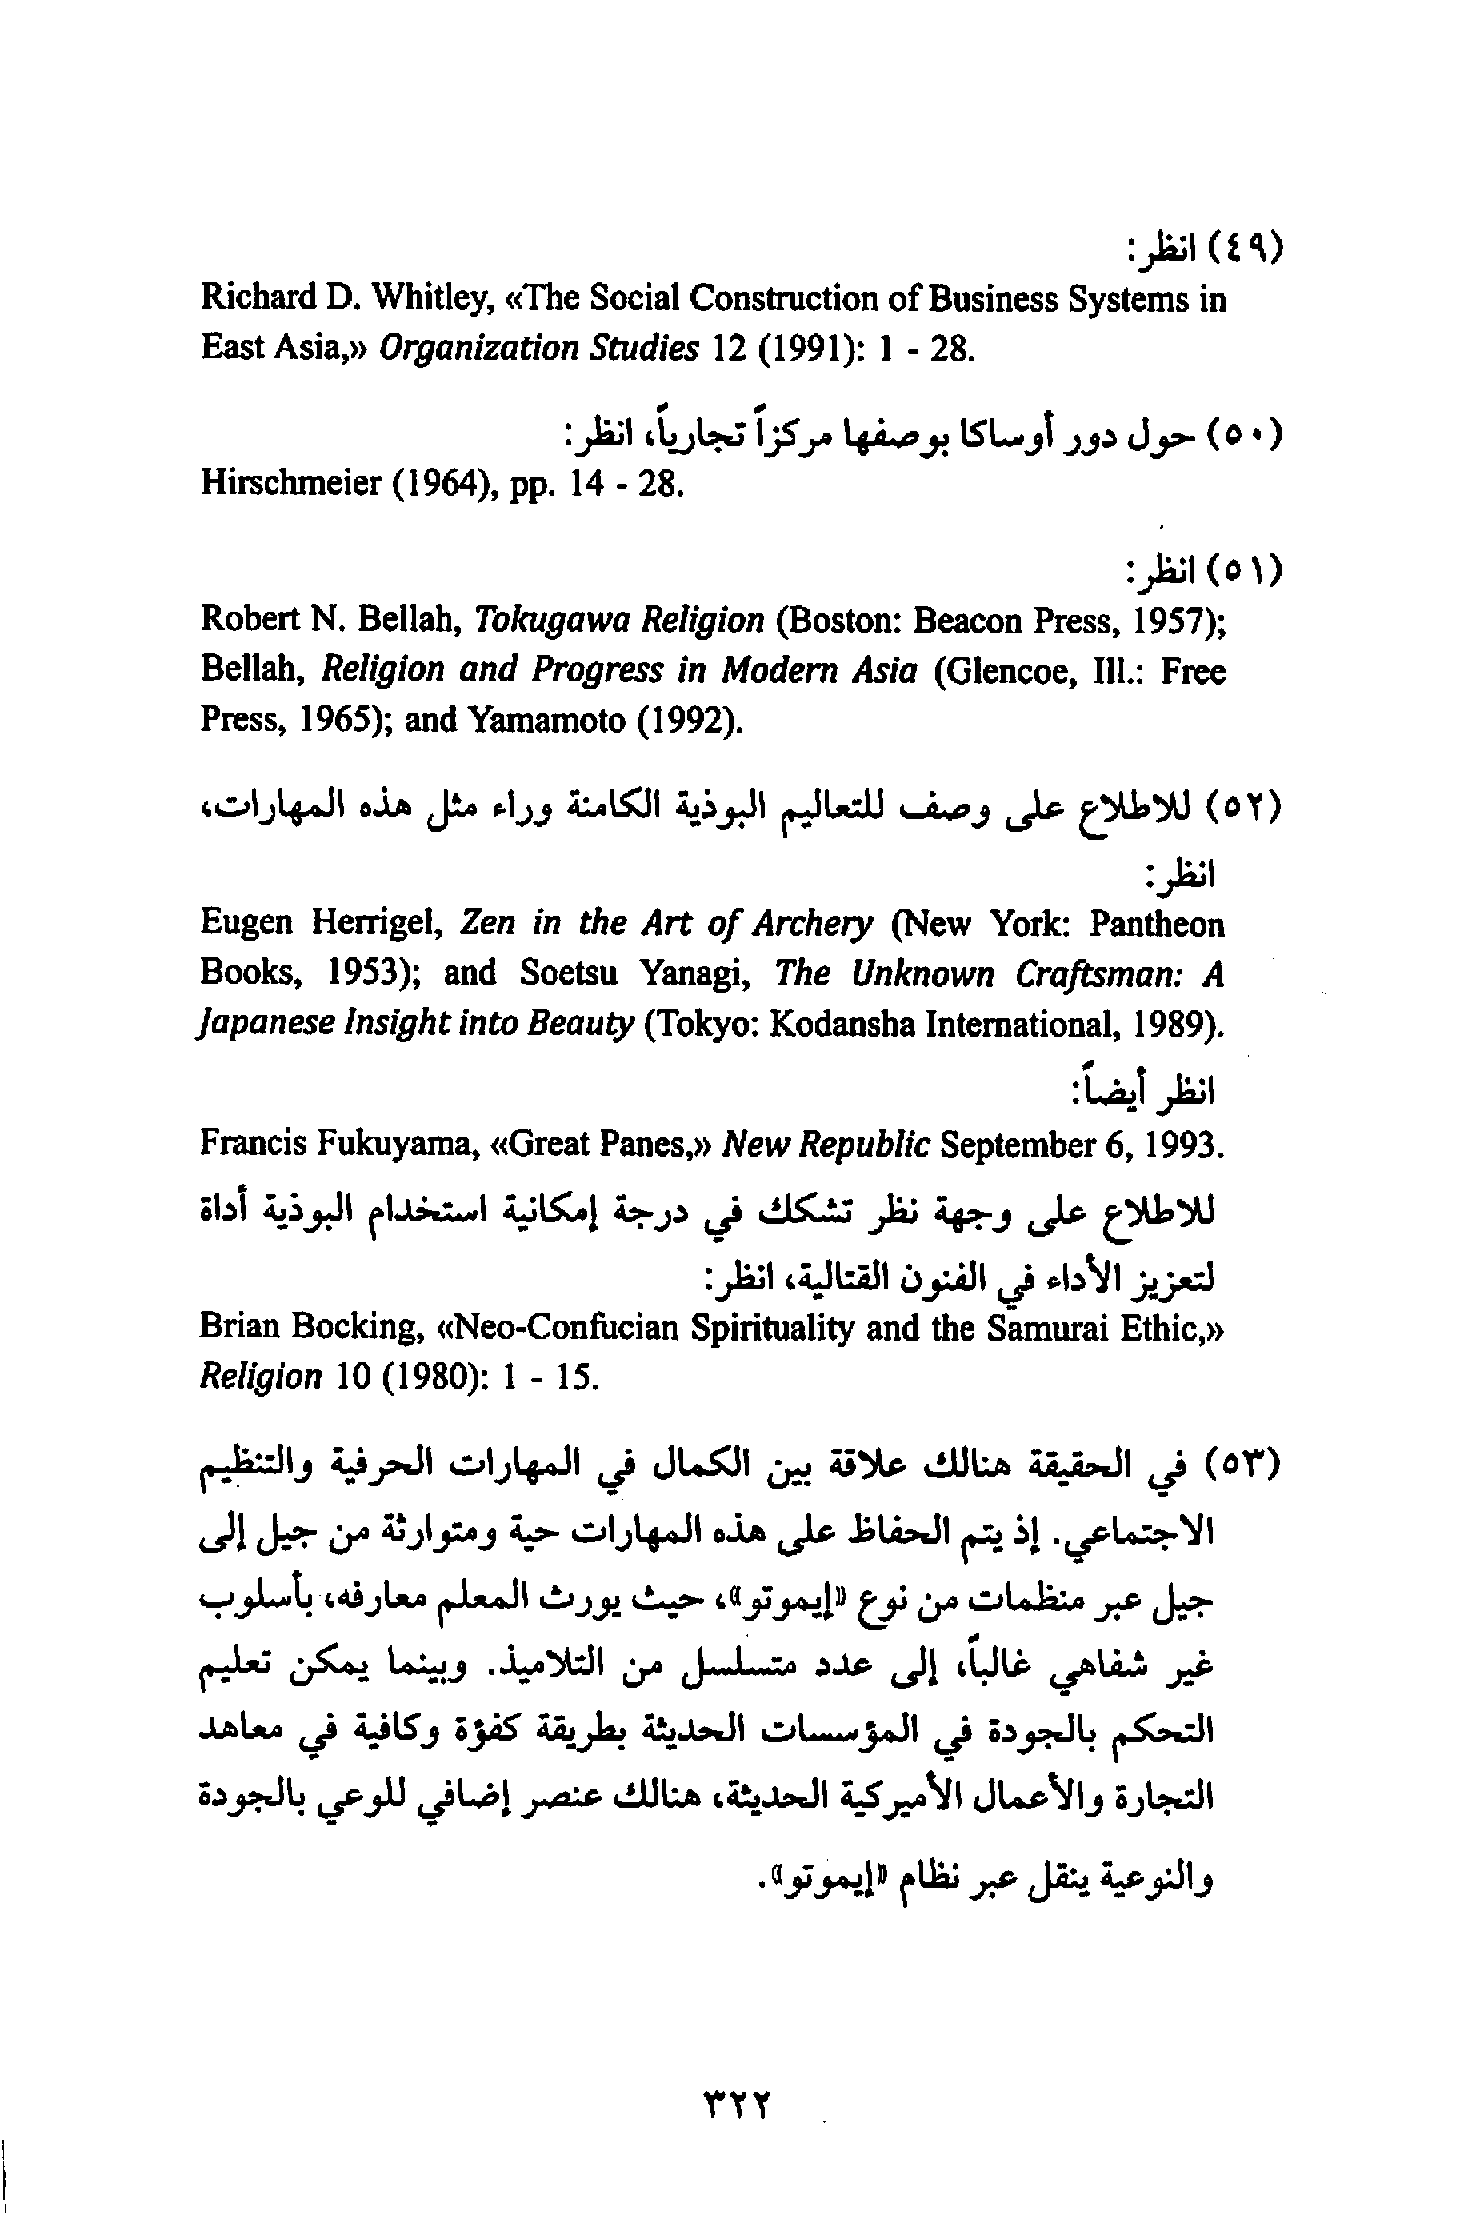 (٤٩) انظر:
Richard D. Whitley, «The Social Construction of Business Systems in
East Asia,» Organization Studies 12 (1991): 1 - 28.
(٥٠) حول دور أوساكا بوصفها مركزاً تجارياً، انظر:
Hirschmeier (1964), pp. 14 - 28.
(٥١) انظر:
Robert N. Bellah, Tokugawa Religion (Boston: Beacon Press, 1957);
Bellah, Religion and Progress in Modern Asia (Glencoe, Ill.: Free
Press, 1965); and Yamamoto (1992).
(٥٢) للاطلاع على وصف للتعاليم البوذية الكامنة وراء مثل هذه المهارات،
انظر:
Eugen Herrigel, Zen in the Art of Archery (New York: Pantheon
Books, 1953); and Soetsu Yanagi, The Unknown Craftsman: A
Japanese Insight into Beauty (Tokyo: Kodansha International, 1989).
انظر أيضاً:
Francis Fukuyama, «Great Panes,» New Republic September 6, 1993.
للاطلاع على وجهة نظر تشكك في درجة إمكانية استخدام البوذية أداة
لتعزيز الأداء في الفنون القتالية، انظر:
Brian Bocking, «Neo-Confucian Spirituality and the Samurai Ethic,»
Religion 10 (1980): 1 - 15.
(٥٣) في الحقيقة هنالك علاقة بين الكمال في المهارات الحرفية والتنظيم
الاجتماعي. إذ يتم الحفاظ على هذه المهارات حية ومتوارثة من جيل إلى
جيل عبر منظمات من نوع «إيموتو»، حيث يورث المعلم معارفه، بأسلوب
غير شفاهي غالباً، إلى عدد متسلسل من التلاميذ. وبينما يمكن تعليم
التحكم بالجودة في المؤسسات الحديثة بطريقة كفؤة وكافية في معاهد
التجارة والأعمال الأميركية الحديثة، هنالك عنصر إضافي للوعي بالجودة
والنوعية ينقل عبر نظام «إيموتو».
٣٢٢